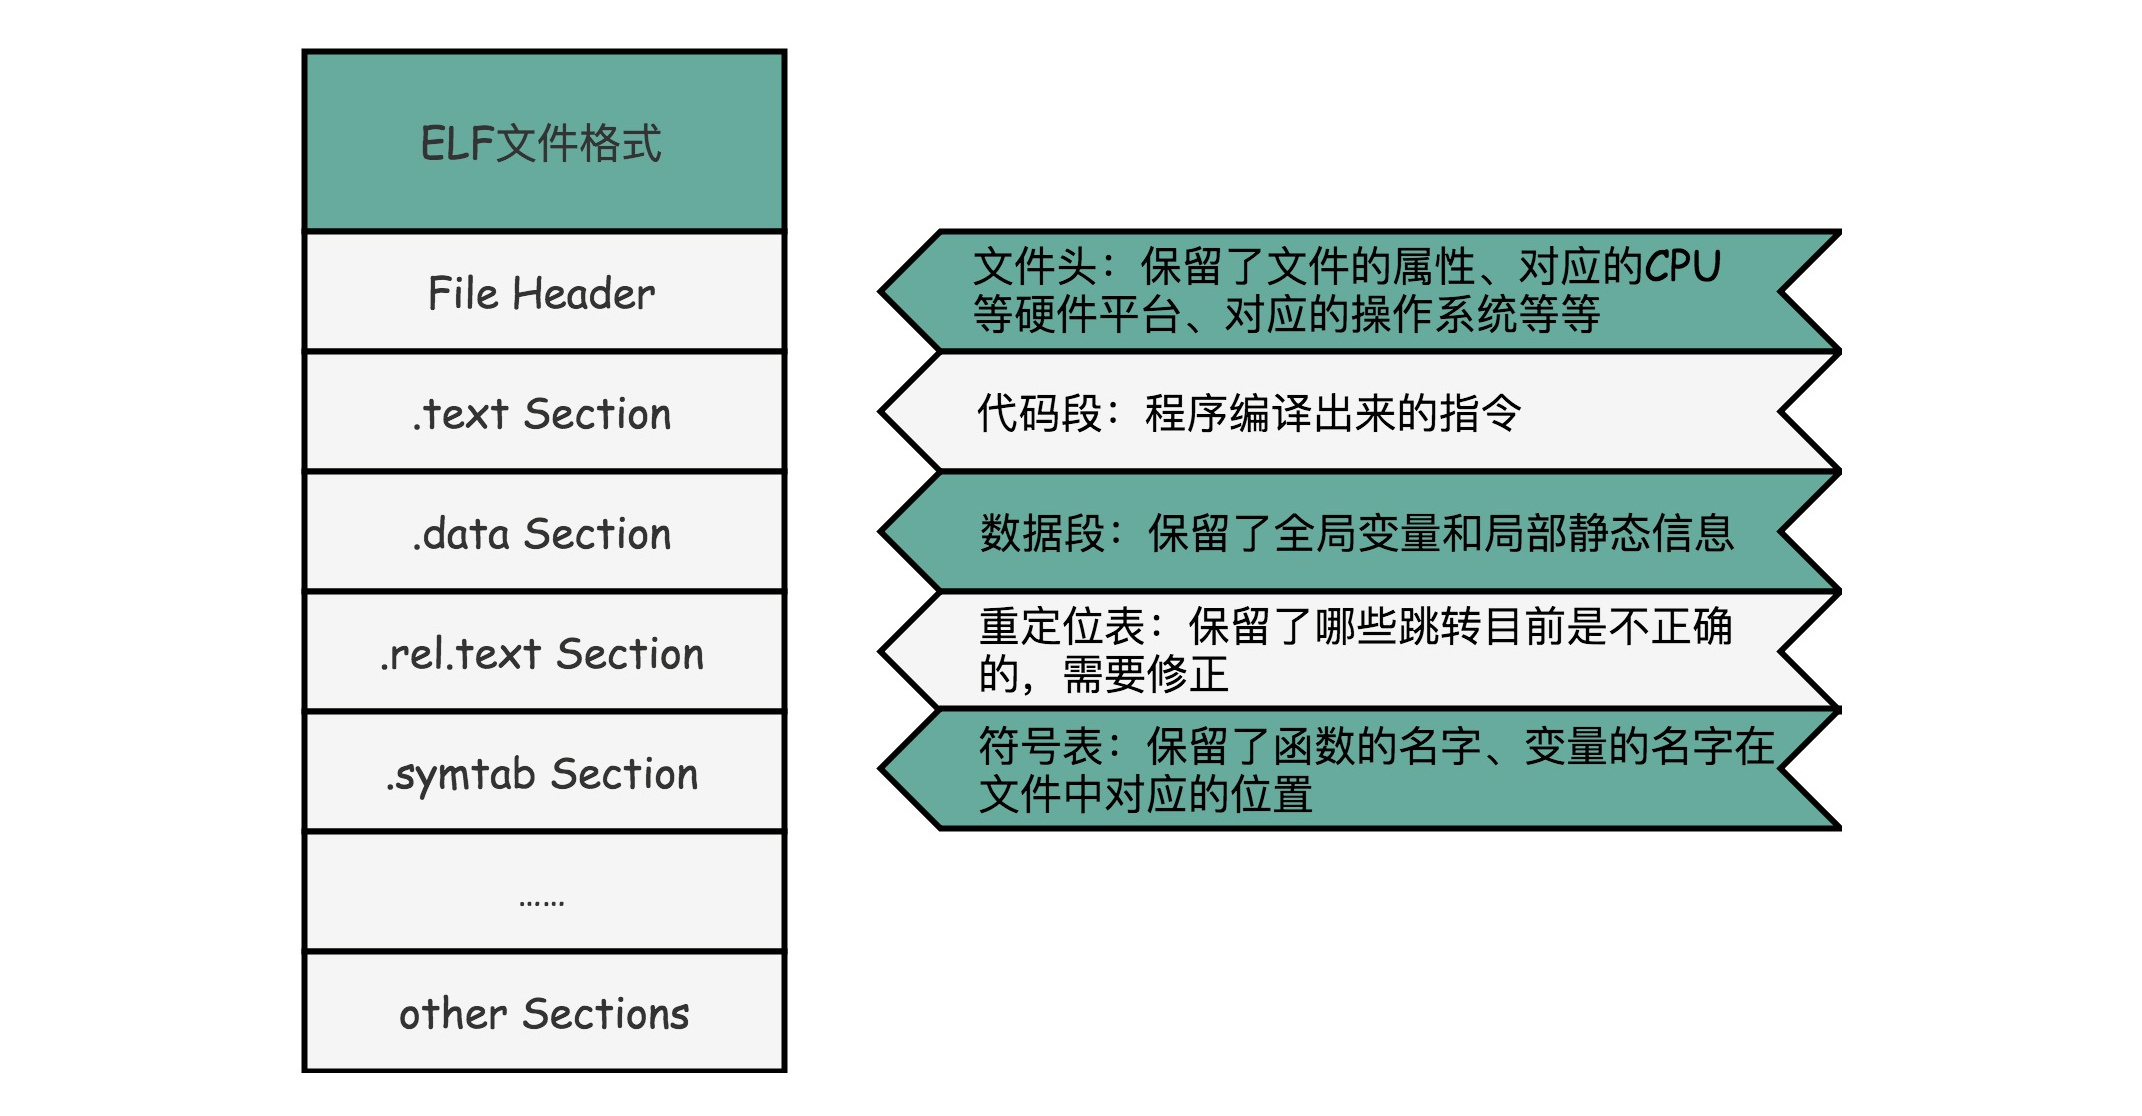 ELF文件格式
File Header
文件头：保留了文件的属性、对应的CPU
等硬件平台、对应的操作系统等等
.text Section
代码段：程序编译出来的指令
.data Section
数据段：保留了全局变量和局部静态信息
.rel.text Section
重定位表：保留了哪些跳转目前是不正确
的，需要修正
.symtab Section
符号表：保留了函数的名字、变量的名字在
文件中对应的位置
……
other Sections